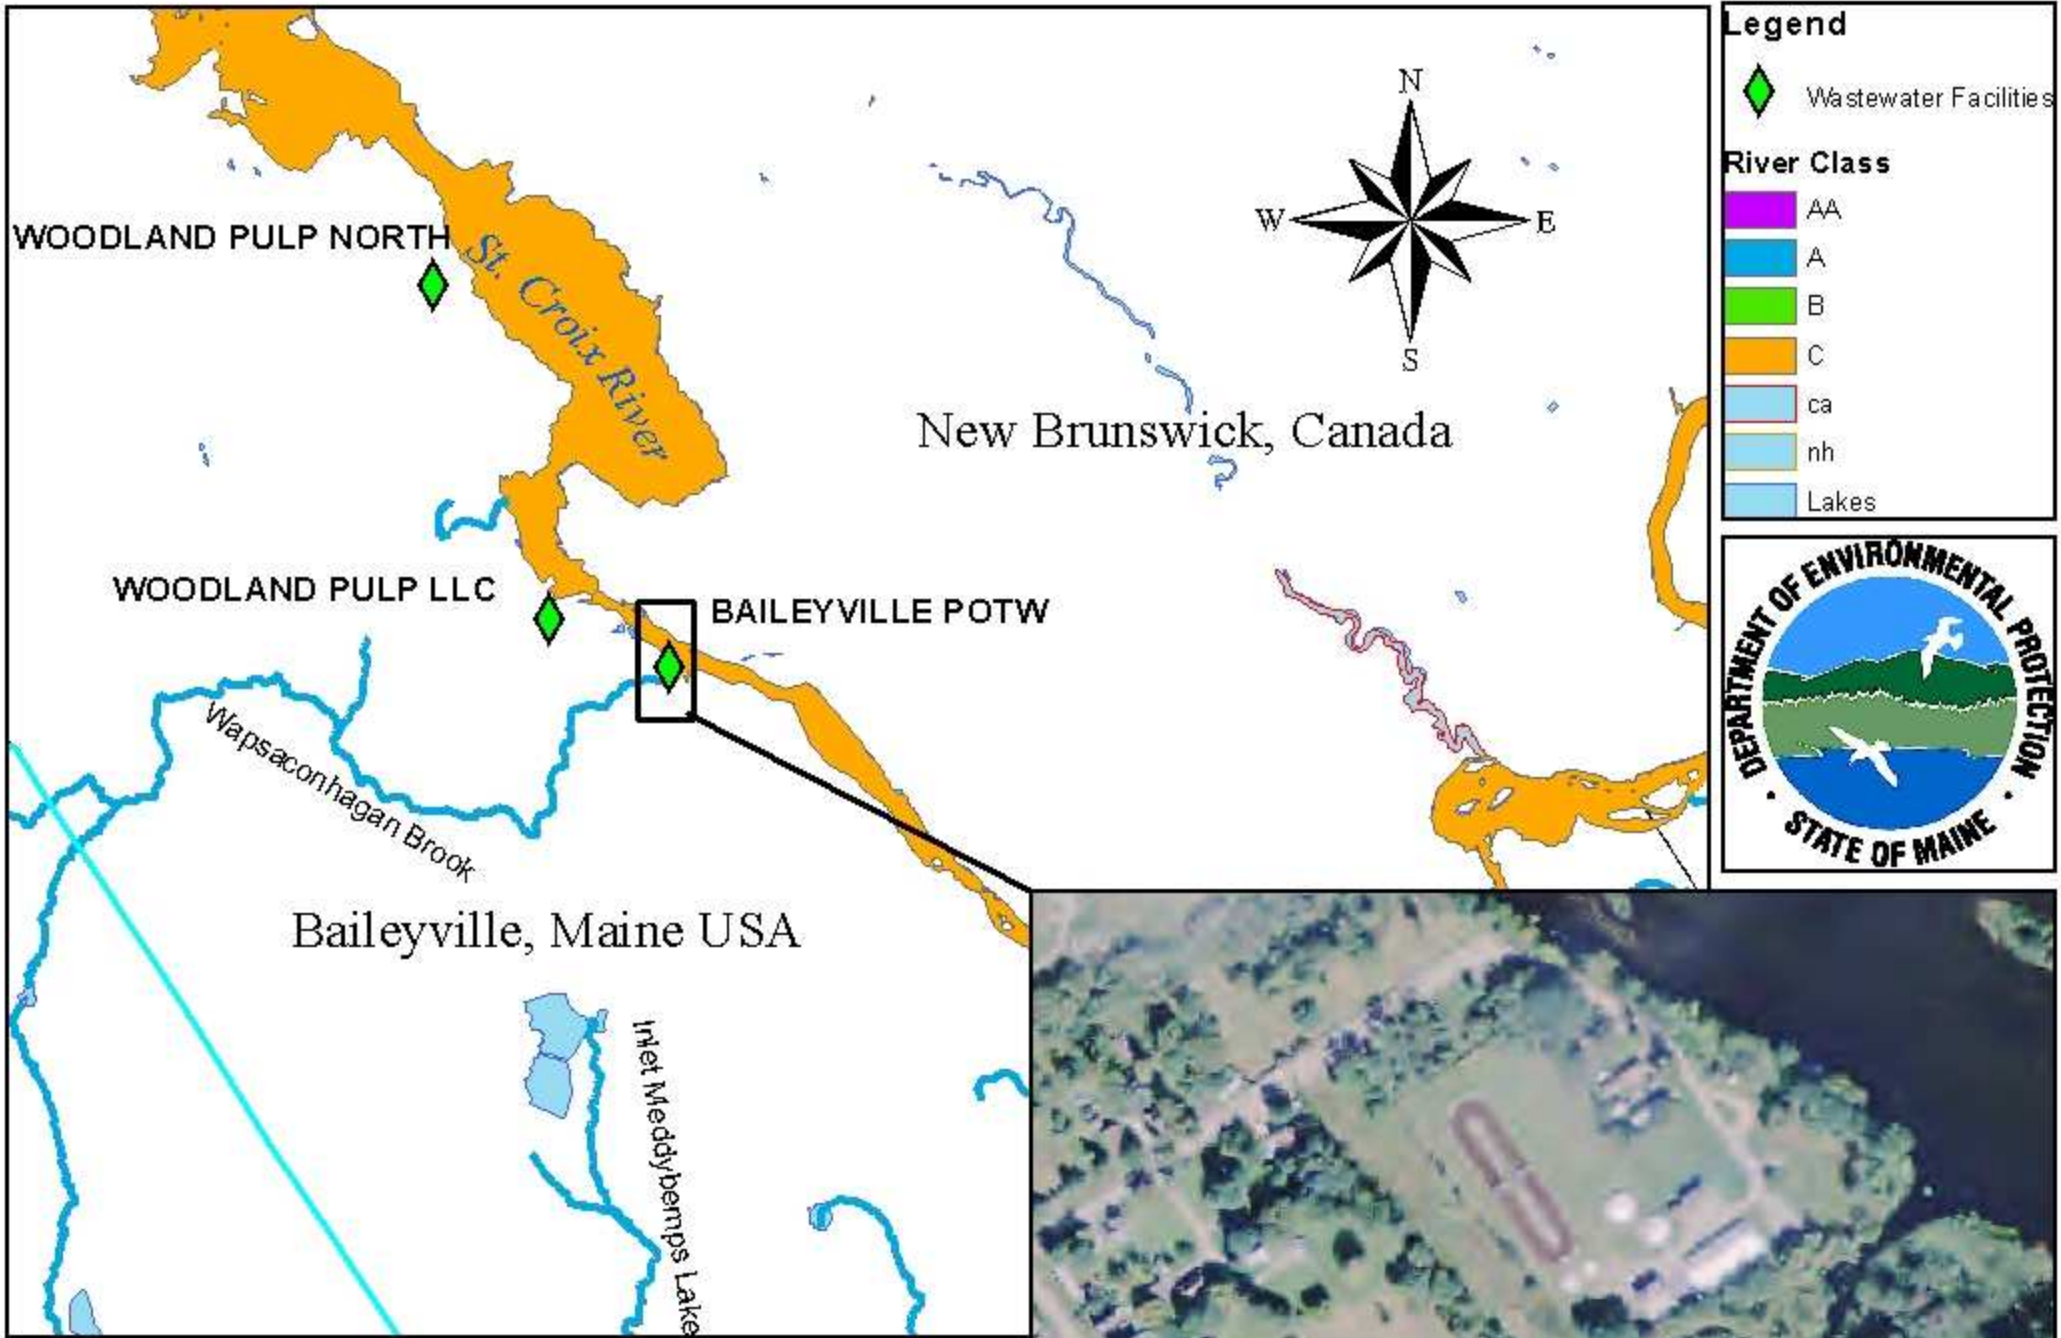 WOODLAND PULP NORTH
St. Croix River
N
W
E
S
New Brunswick, Canada
WOODLAND PULP LLC
BAILEYVILLE POTW
Wapsaconhagan Brook
Baileyville, Maine USA
Inlet Meddybemps Lake
Legend
Wastewater Facilities
River Class
AA
A
B
C
ca
nh
Lakes
DEPARTMENT OF ENVIRONMENTAL PROTECTION
• STATE OF MAINE •